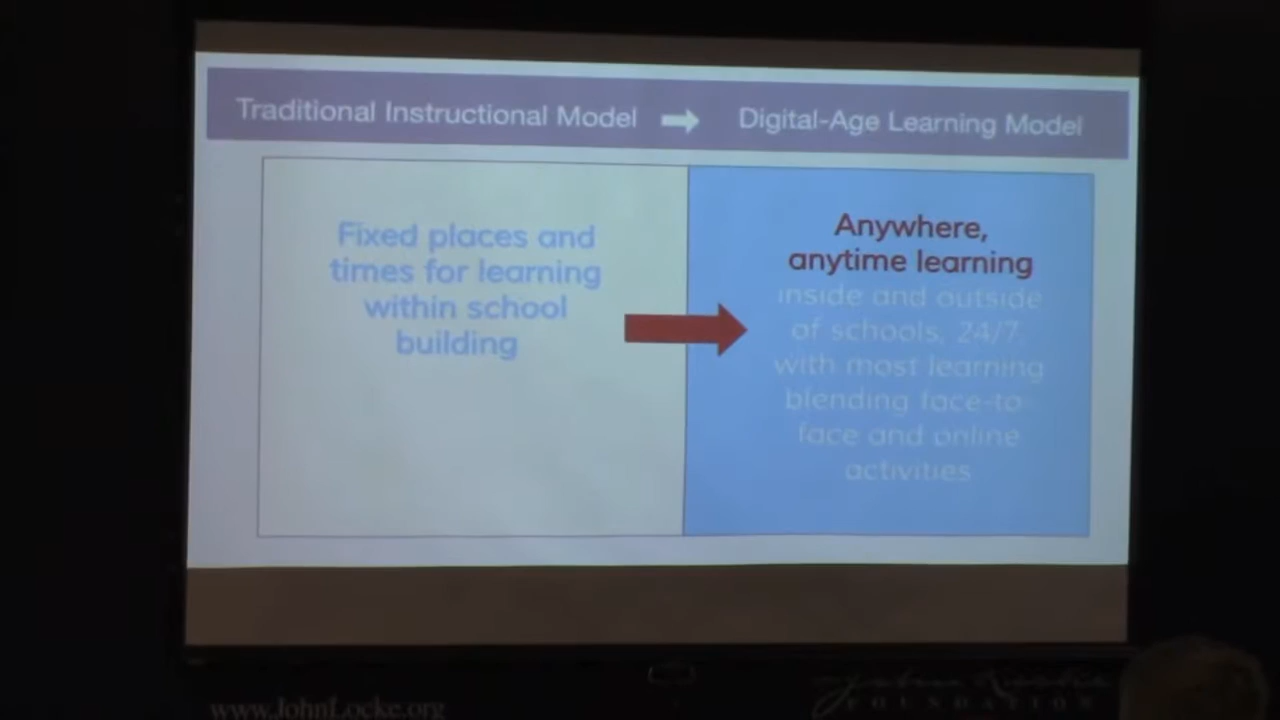 Traditional Instructional Model → Digital-Age Learning Model
Fixed places and
times for learning
within school
building
Anywhere,
anytime learning
inside and outside
of schools, 24/7,
with most learning
blending face-to-
face and online
activities
www.JohnLocke.org
FOUNDATION